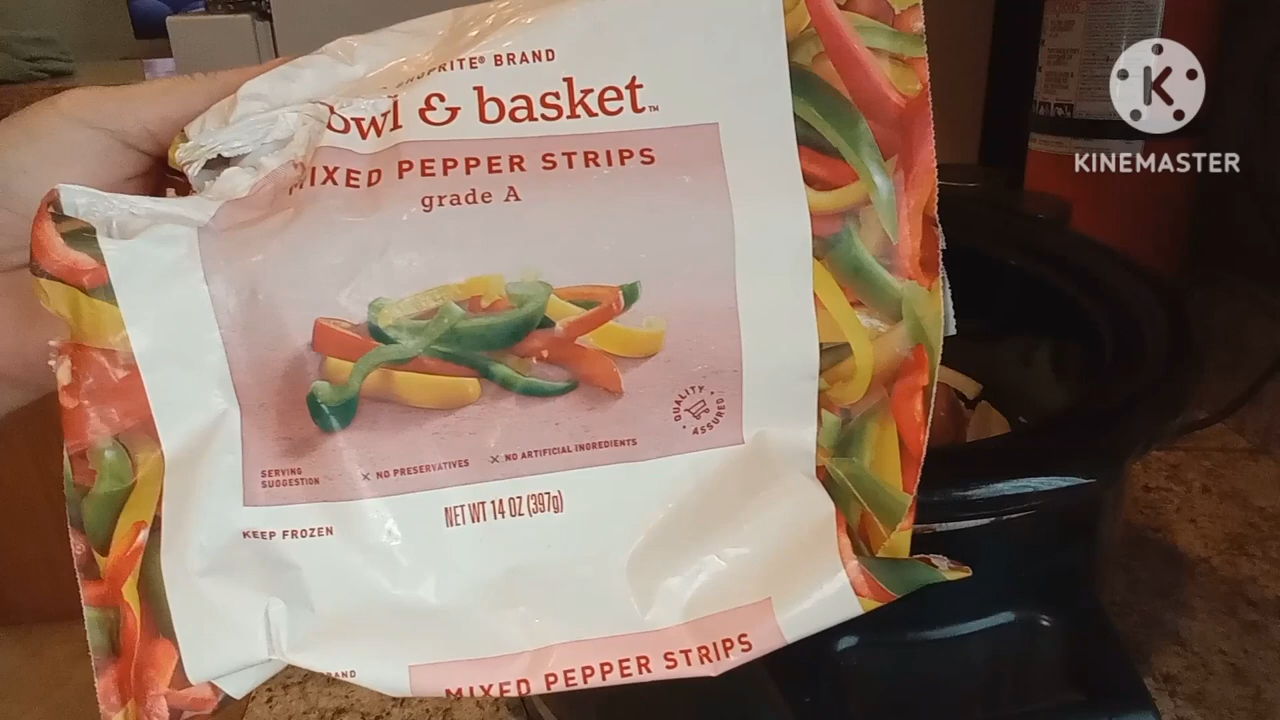 BRAND
owl & basket™
MIXED PEPPER STRIPS
grade A
QUALITY
ASSURED
SERVING
SUGGESTION
× NO PRESERVATIVES
× NO ARTIFICIAL INGREDIENTS
NET WT 14 OZ (397g)
KEEP FROZEN
MIXED PEPPER STRIPS
KINEMASTER